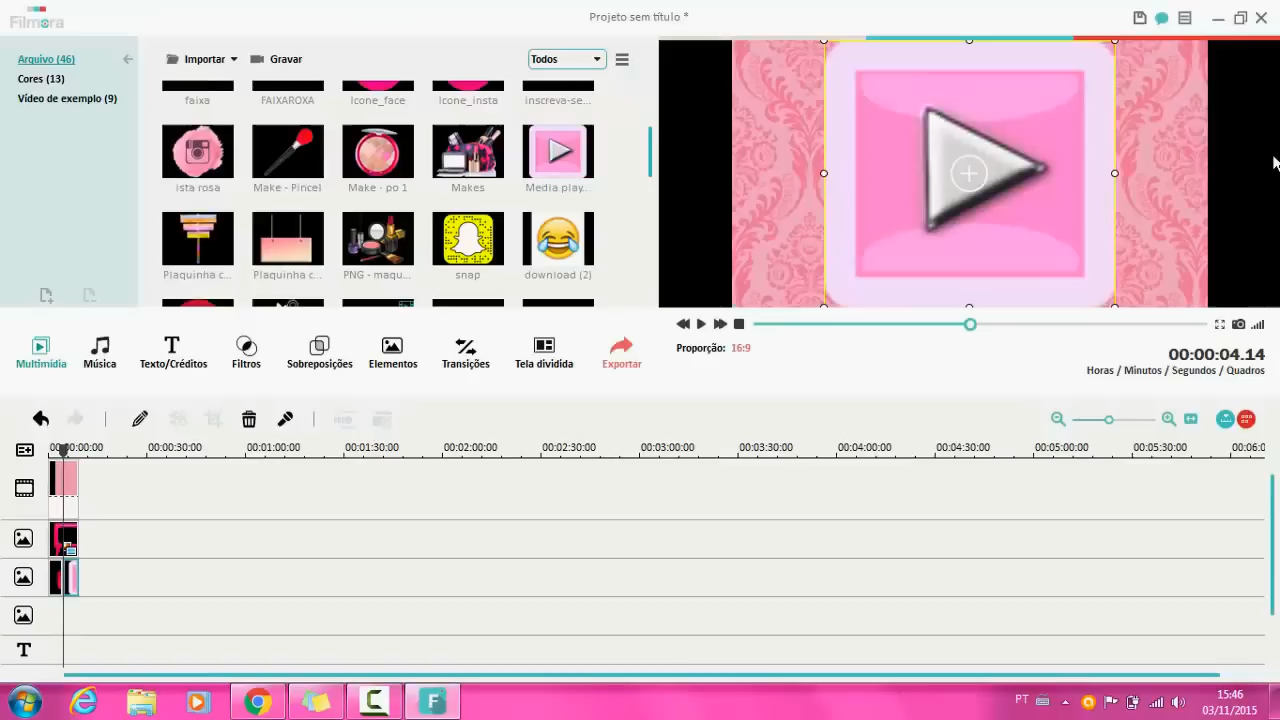 Filmora
Projeto sem título *
Arquivo (46)
Cores (13)
Vídeo de exemplo (9)
Importar
Gravar
Todos
faixa
FAIXAROXA
Icone_face
Icone_insta
inscreva-se...
ista rosa
Make - Pincel
Make - po 1
Makes
Media play...
Plaquinha c...
Plaquinha c...
PNG - maqu...
snap
download (2)
Proporção: 16:9
00:00:04.14
Horas / Minutos / Segundos / Quadros
Multimídia
Música
Texto/Créditos
Filtros
Sobreposições
Elementos
Transições
Tela dividida
Exportar
00:00:00:00
00:00:30:00
00:01:00:00
00:01:30:00
00:02:00:00
00:02:30:00
00:03:00:00
00:03:30:00
00:04:00:00
00:04:30:00
00:05:00:00
00:05:30:00
00:06:0
T
PT
15:46
03/11/2015